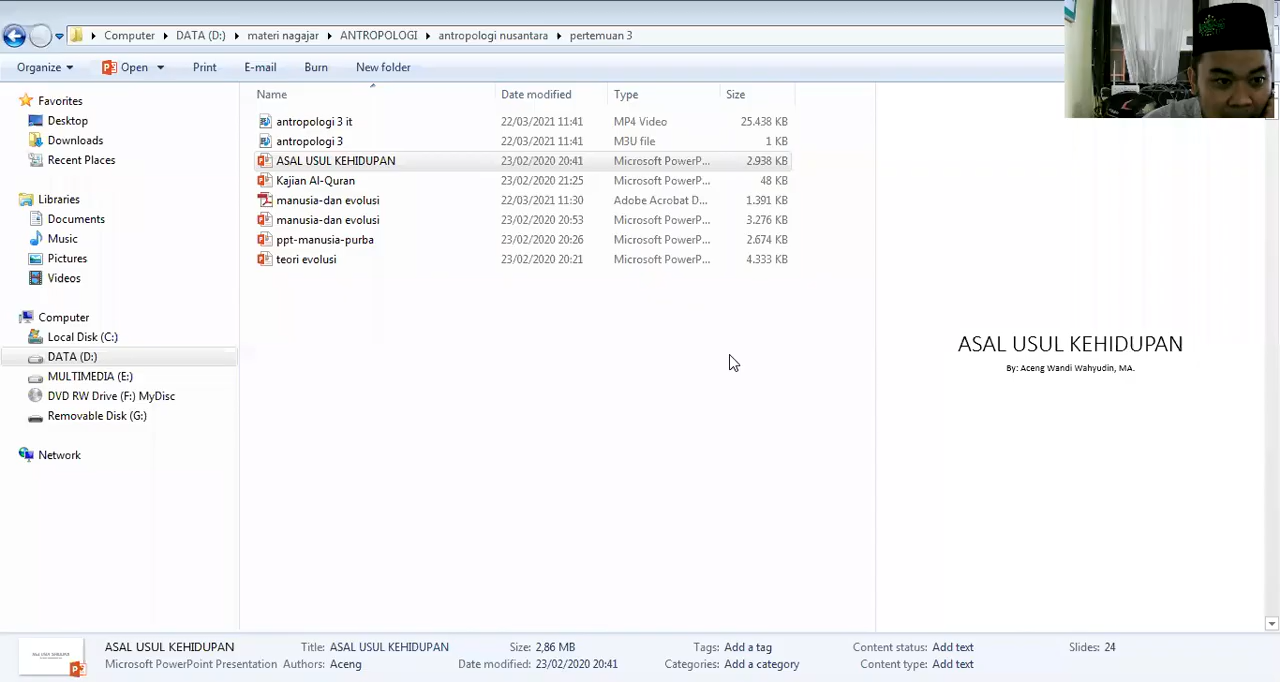 Computer DATA (D:) materi nagajar ANTROPOLOGI antropologi nusantara pertemuan 3
Organize Open Print E-mail Burn New folder
Favorites
Desktop
Downloads
Recent Places
Libraries
Documents
Music
Pictures
Videos
Computer
Local Disk (C:)
DATA (D:)
MULTIMEDIA (E:)
DVD RW Drive (F:) MyDisc
Removable Disk (G:)
Network
Name Date modified Type Size
antropologi 3 it 22/03/2021 11:41 MP4 Video 25.438 KB
antropologi 3 22/03/2021 11:41 M3U file 1 KB
ASAL USUL KEHIDUPAN 23/02/2020 20:41 Microsoft PowerP... 2.938 KB
Kajian Al-Quran 23/02/2020 21:25 Microsoft PowerP... 48 KB
manusia-dan evolusi 22/03/2021 11:30 Adobe Acrobat D... 1.391 KB
manusia-dan evolusi 23/02/2020 20:53 Microsoft PowerP... 3.276 KB
ppt-manusia-purba 23/02/2020 20:26 Microsoft PowerP... 2.674 KB
teori evolusi 23/02/2020 20:21 Microsoft PowerP... 4.333 KB
ASAL USUL KEHIDUPAN
By: Aceng Wandi Wahyudin, MA.
ASAL USUL KEHIDUPAN Title: ASAL USUL KEHIDUPAN Size: 2,86 MB Tags: Add a tag Content status: Add text Slides: 24
Microsoft PowerPoint Presentation Authors: Aceng Date modified: 23/02/2020 20:41 Categories: Add a category Content type: Add text